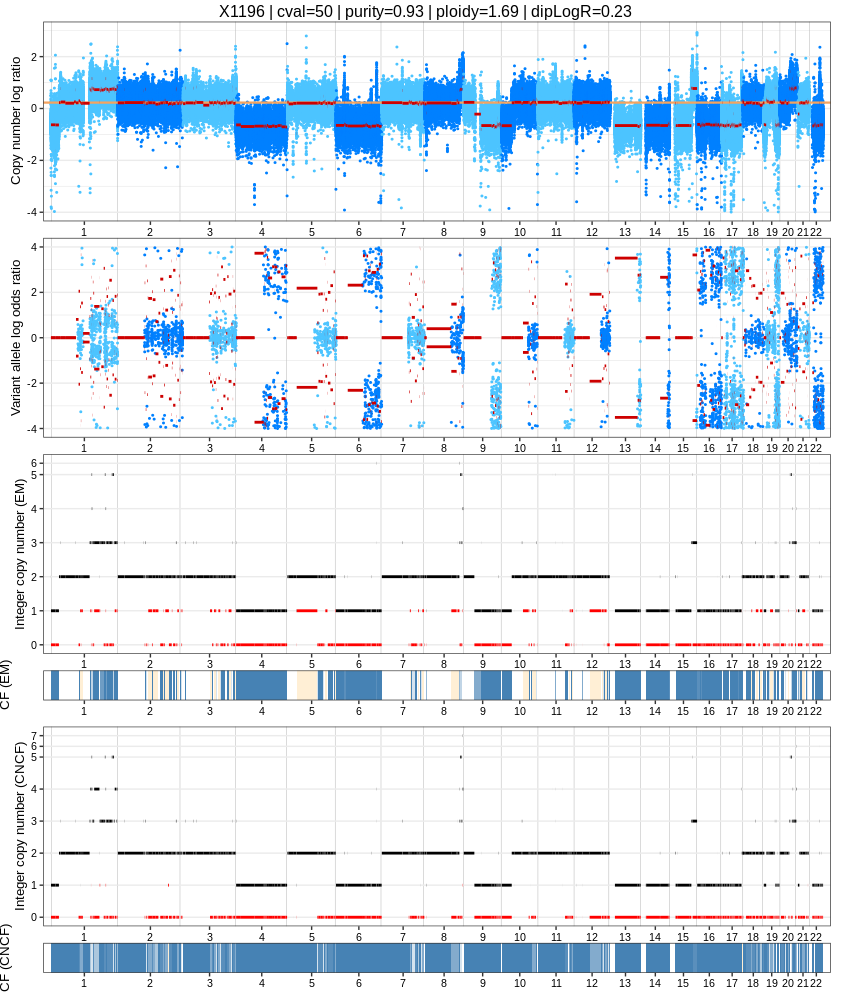 X1196 | cval=50 | purity=0.93 | ploidy=1.69 | dipLogR=0.23
Copy number log ratio
2
0
-2
-4
1 2 3 4 5 6 7 8 9 10 11 12 13 14 15 16 17 18 19 20 21 22
Variant allele log odds ratio
4
2
0
-2
-4
1 2 3 4 5 6 7 8 9 10 11 12 13 14 15 16 17 18 19 20 21 22
Integer copy number (EM)
6
5
4
3
2
1
0
1 2 3 4 5 6 7 8 9 10 11 12 13 14 15 16 17 18 19 20 21 22
CF (EM)
1 2 3 4 5 6 7 8 9 10 11 12 13 14 15 16 17 18 19 20 21 22
Integer copy number (CNCF)
7
6
5
4
3
2
1
0
1 2 3 4 5 6 7 8 9 10 11 12 13 14 15 16 17 18 19 20 21 22
CF (CNCF)
1 2 3 4 5 6 7 8 9 10 11 12 13 14 15 16 17 18 19 20 21 22